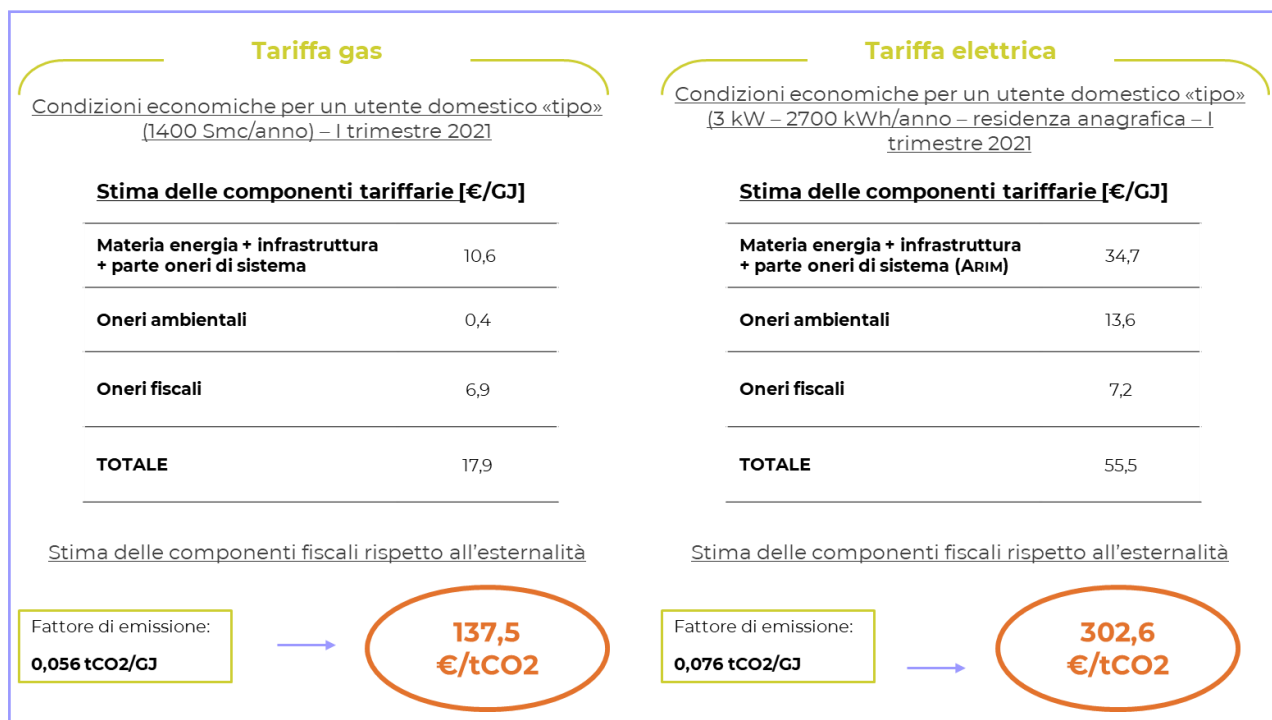 Tariffa gas
Condizioni economiche per un utente domestico «tipo»
(1400 Smc/anno) – I trimestre 2021
Stima delle componenti tariffarie [€/GJ]
Materia energia + infrastruttura
+ parte oneri di sistema
10,6
Oneri ambientali
0,4
Oneri fiscali
6,9
TOTALE
17,9
Stima delle componenti fiscali rispetto all'esternalità
Fattore di emissione:
0,056 tCO2/GJ
137,5
€/tCO2
Tariffa elettrica
Condizioni economiche per un utente domestico «tipo»
(3 kW – 2700 kWh/anno – residenza anagrafica – I
trimestre 2021
Stima delle componenti tariffarie [€/GJ]
Materia energia + infrastruttura
+ parte oneri di sistema (ARIM)
34,7
Oneri ambientali
13,6
Oneri fiscali
7,2
TOTALE
55,5
Stima delle componenti fiscali rispetto all'esternalità
Fattore di emissione:
0,076 tCO2/GJ
302,6
€/tCO2